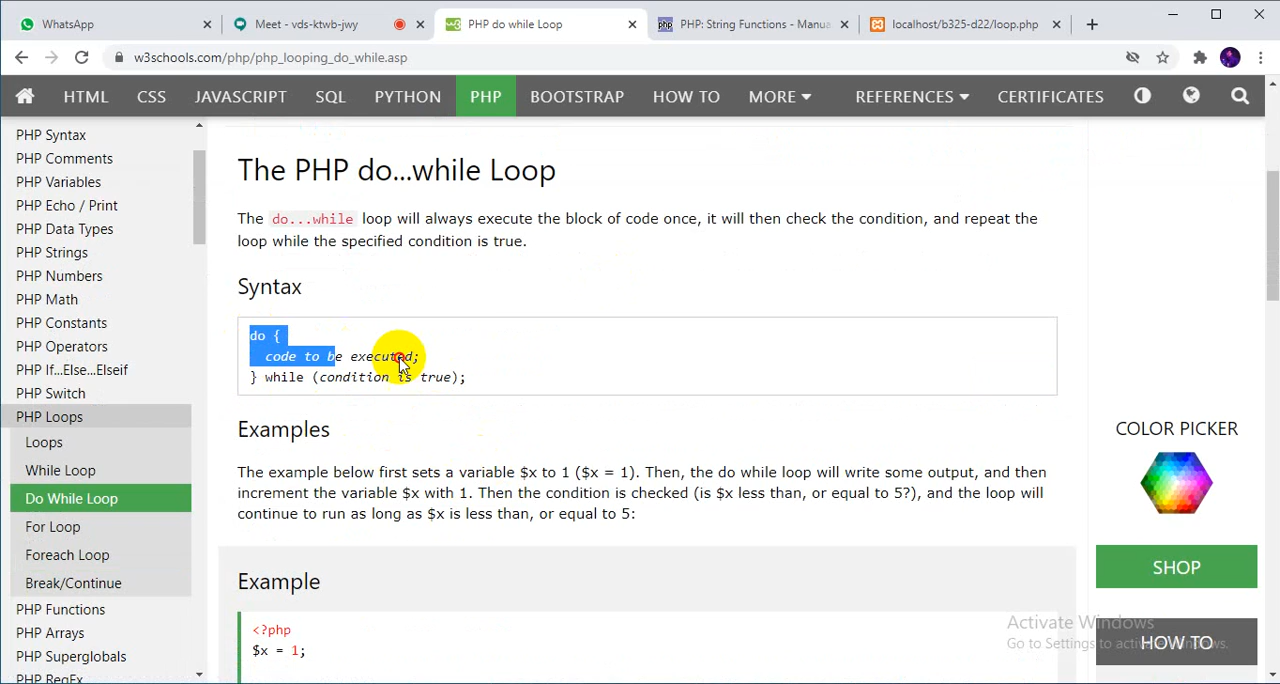 WhatsApp
Meet - vds-ktwb-jwy
PHP do while Loop
PHP: String Functions - Manua
localhost/b325-d22/loop.php
w3schools.com/php/php_looping_do_while.asp
HTML CSS JAVASCRIPT SQL PYTHON PHP BOOTSTRAP HOW TO MORE REFERENCES CERTIFICATES
PHP Syntax
PHP Comments
PHP Variables
PHP Echo / Print
PHP Data Types
PHP Strings
PHP Numbers
PHP Math
PHP Constants
PHP Operators
PHP If...Else...Elseif
PHP Switch
PHP Loops
Loops
While Loop
Do While Loop
For Loop
Foreach Loop
Break/Continue
PHP Functions
PHP Arrays
PHP Superglobals
PHP RegEx
The PHP do...while Loop
The do...while loop will always execute the block of code once, it will then check the condition, and repeat the
loop while the specified condition is true.
Syntax
do {
code to be executed;
} while (condition is true);
Examples
The example below first sets a variable $x to 1 ($x = 1). Then, the do while loop will write some output, and then
increment the variable $x with 1. Then the condition is checked (is $x less than, or equal to 5?), and the loop will
continue to run as long as $x is less than, or equal to 5:
Example
<?php
$x = 1;
COLOR PICKER
SHOP
HOW TO
Activate Windows
Go to Settings to activate Windows.